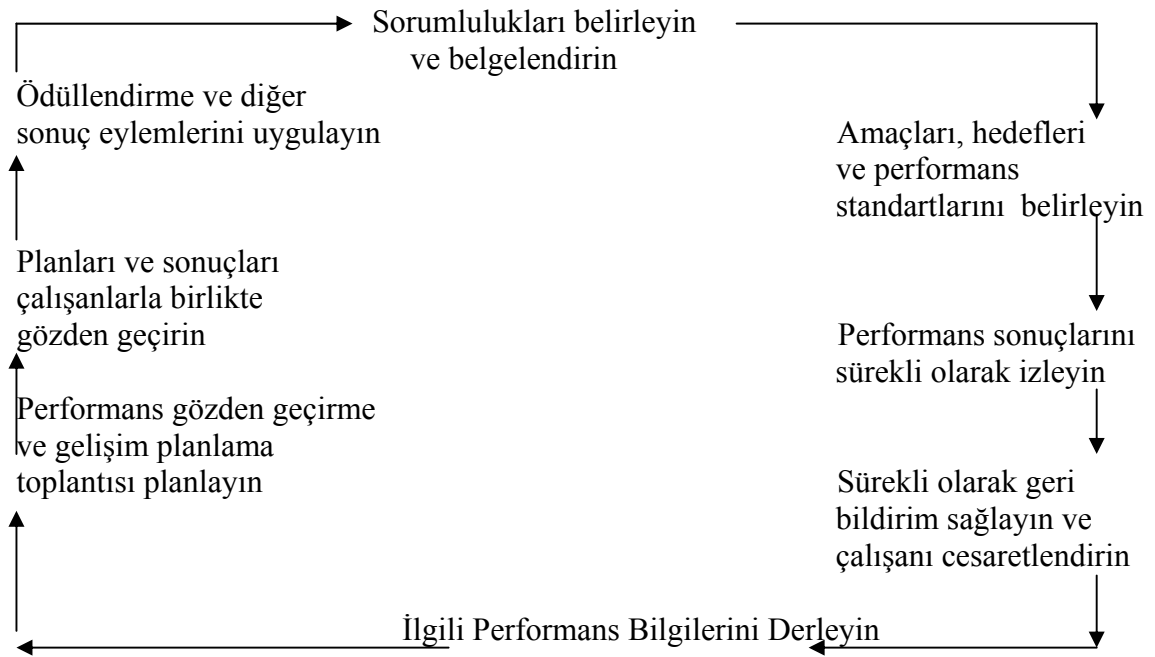 Sorumlulukları belirleyin
ve belgelendirin
Amaçları, hedefleri
ve performans
standartlarını belirleyin
Performans sonuçlarını
sürekli olarak izleyin
Sürekli olarak geri
bildirim sağlayın ve
çalışanı cesaretlendirin
İlgili Performans Bilgilerini Derleyin
Performans gözden geçirme
ve gelişim planlama
toplantısı planlayın
Planları ve sonuçları
çalışanlarla birlikte
gözden geçirin
Ödüllendirme ve diğer
sonuç eylemlerini uygulayın